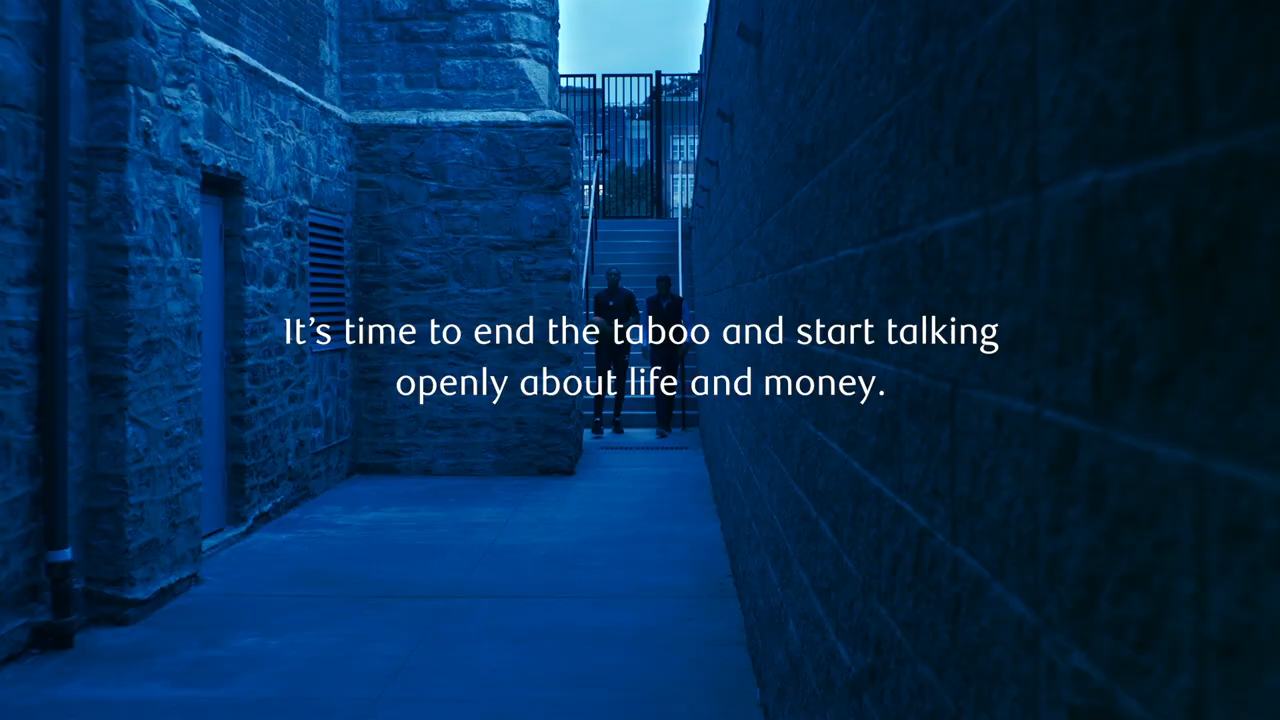 It’s time to end the taboo and start talking
openly about life and money.